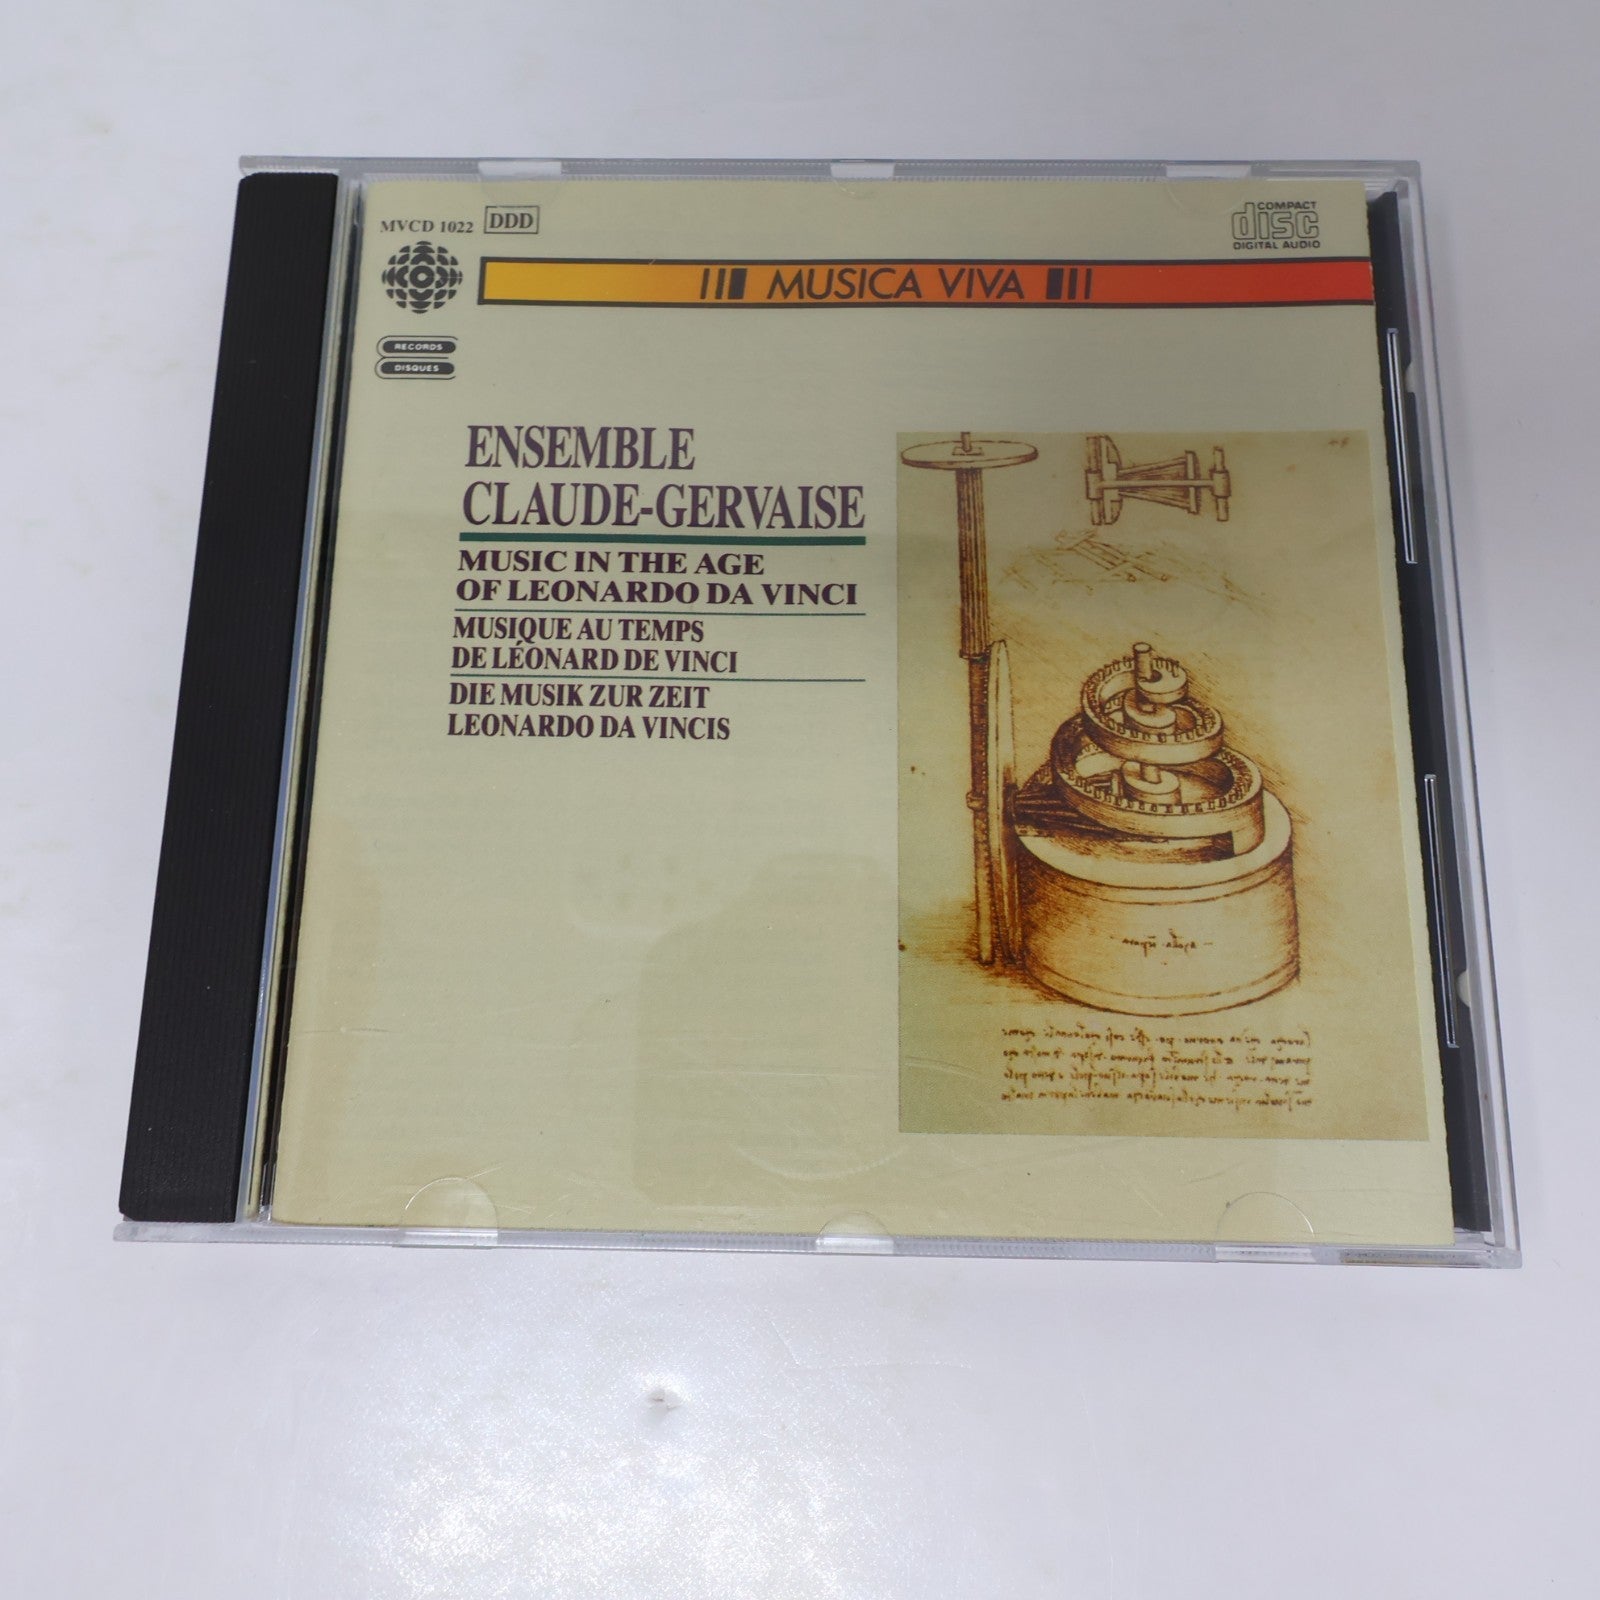 MVCD 1022 DDD
COMPACT
disc
DIGITAL AUDIO
MUSICA VIVA
RECORDS
DISQUES
ENSEMBLE
CLAUDE-GERVAISE
MUSIC IN THE AGE
OF LEONARDO DA VINCI
MUSIQUE AU TEMPS
DE LÉONARD DE VINCI
DIE MUSIK ZUR ZEIT
LEONARDO DA VINCIS